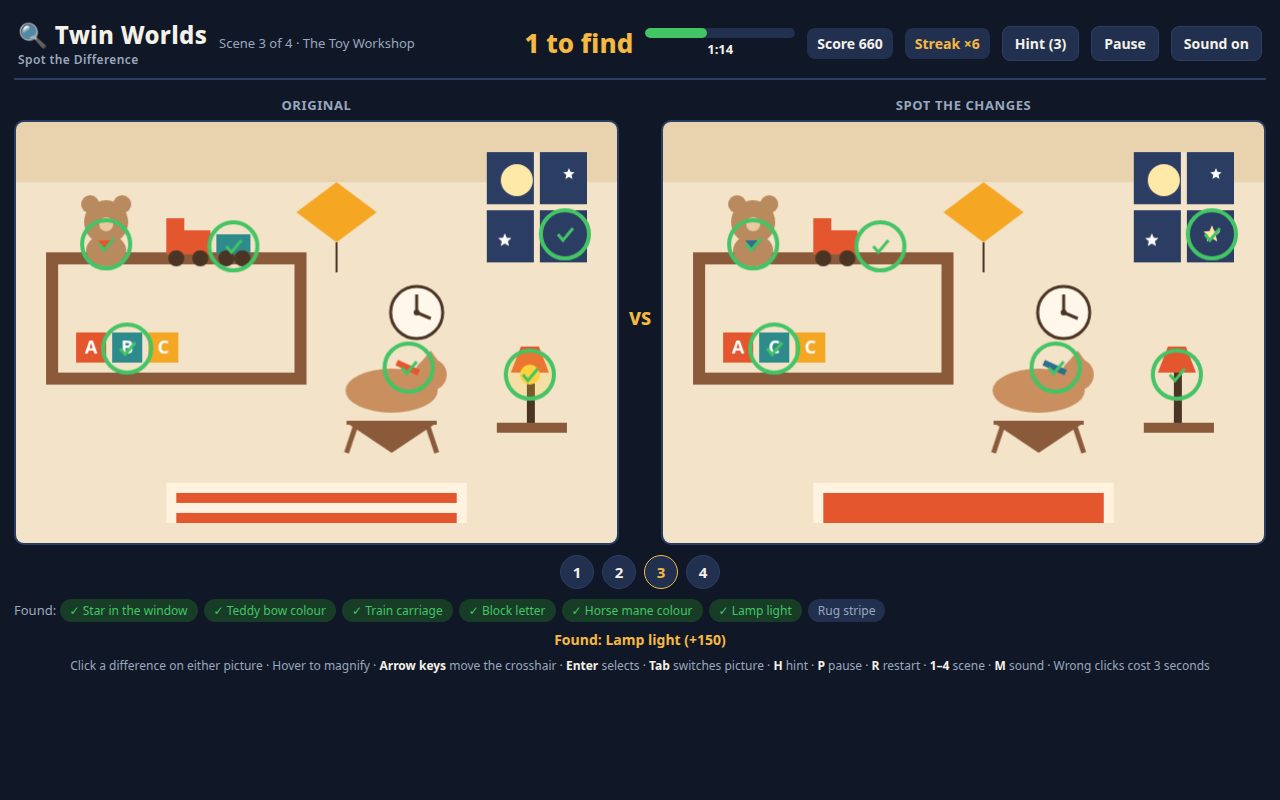 🔍 Twin Worlds
Scene 3 of 4 · The Toy Workshop
Spot the Difference
1 to find
1:14
Score 660
Streak ×6
Hint (3)
Pause
Sound on
ORIGINAL
SPOT THE CHANGES
A B C
VS
A C C
1 2 3 4
Found: ✓ Star in the window ✓ Teddy bow colour ✓ Train carriage ✓ Block letter ✓ Horse mane colour ✓ Lamp light Rug stripe
Found: Lamp light (+150)
Click a difference on either picture · Hover to magnify · Arrow keys move the crosshair · Enter selects · Tab switches picture · H hint · P pause · R restart · 1–4 scene · M sound · Wrong clicks cost 3 seconds